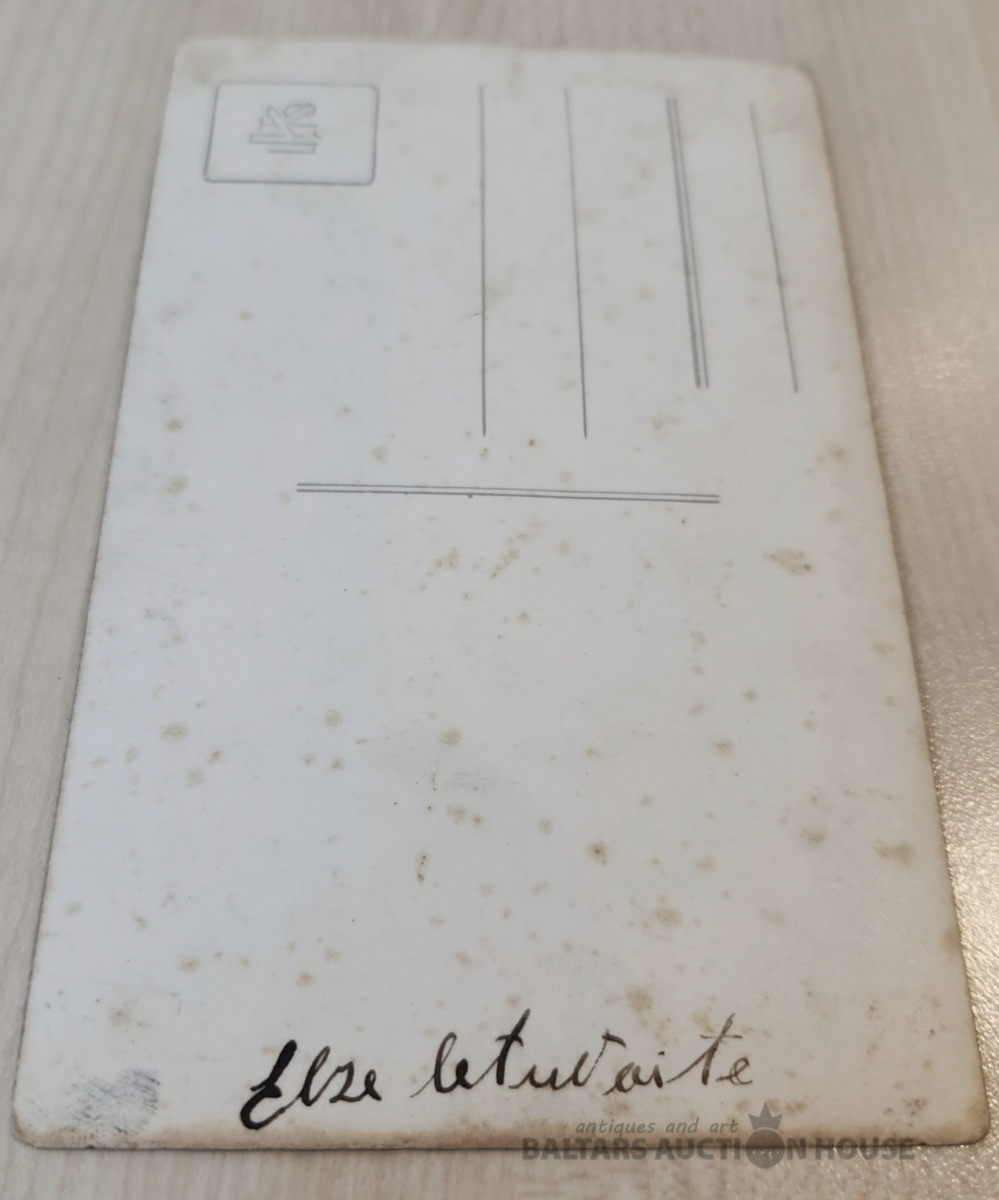 Elze letuvaite
antiques and art
BALTARS AUCTION HOUSE